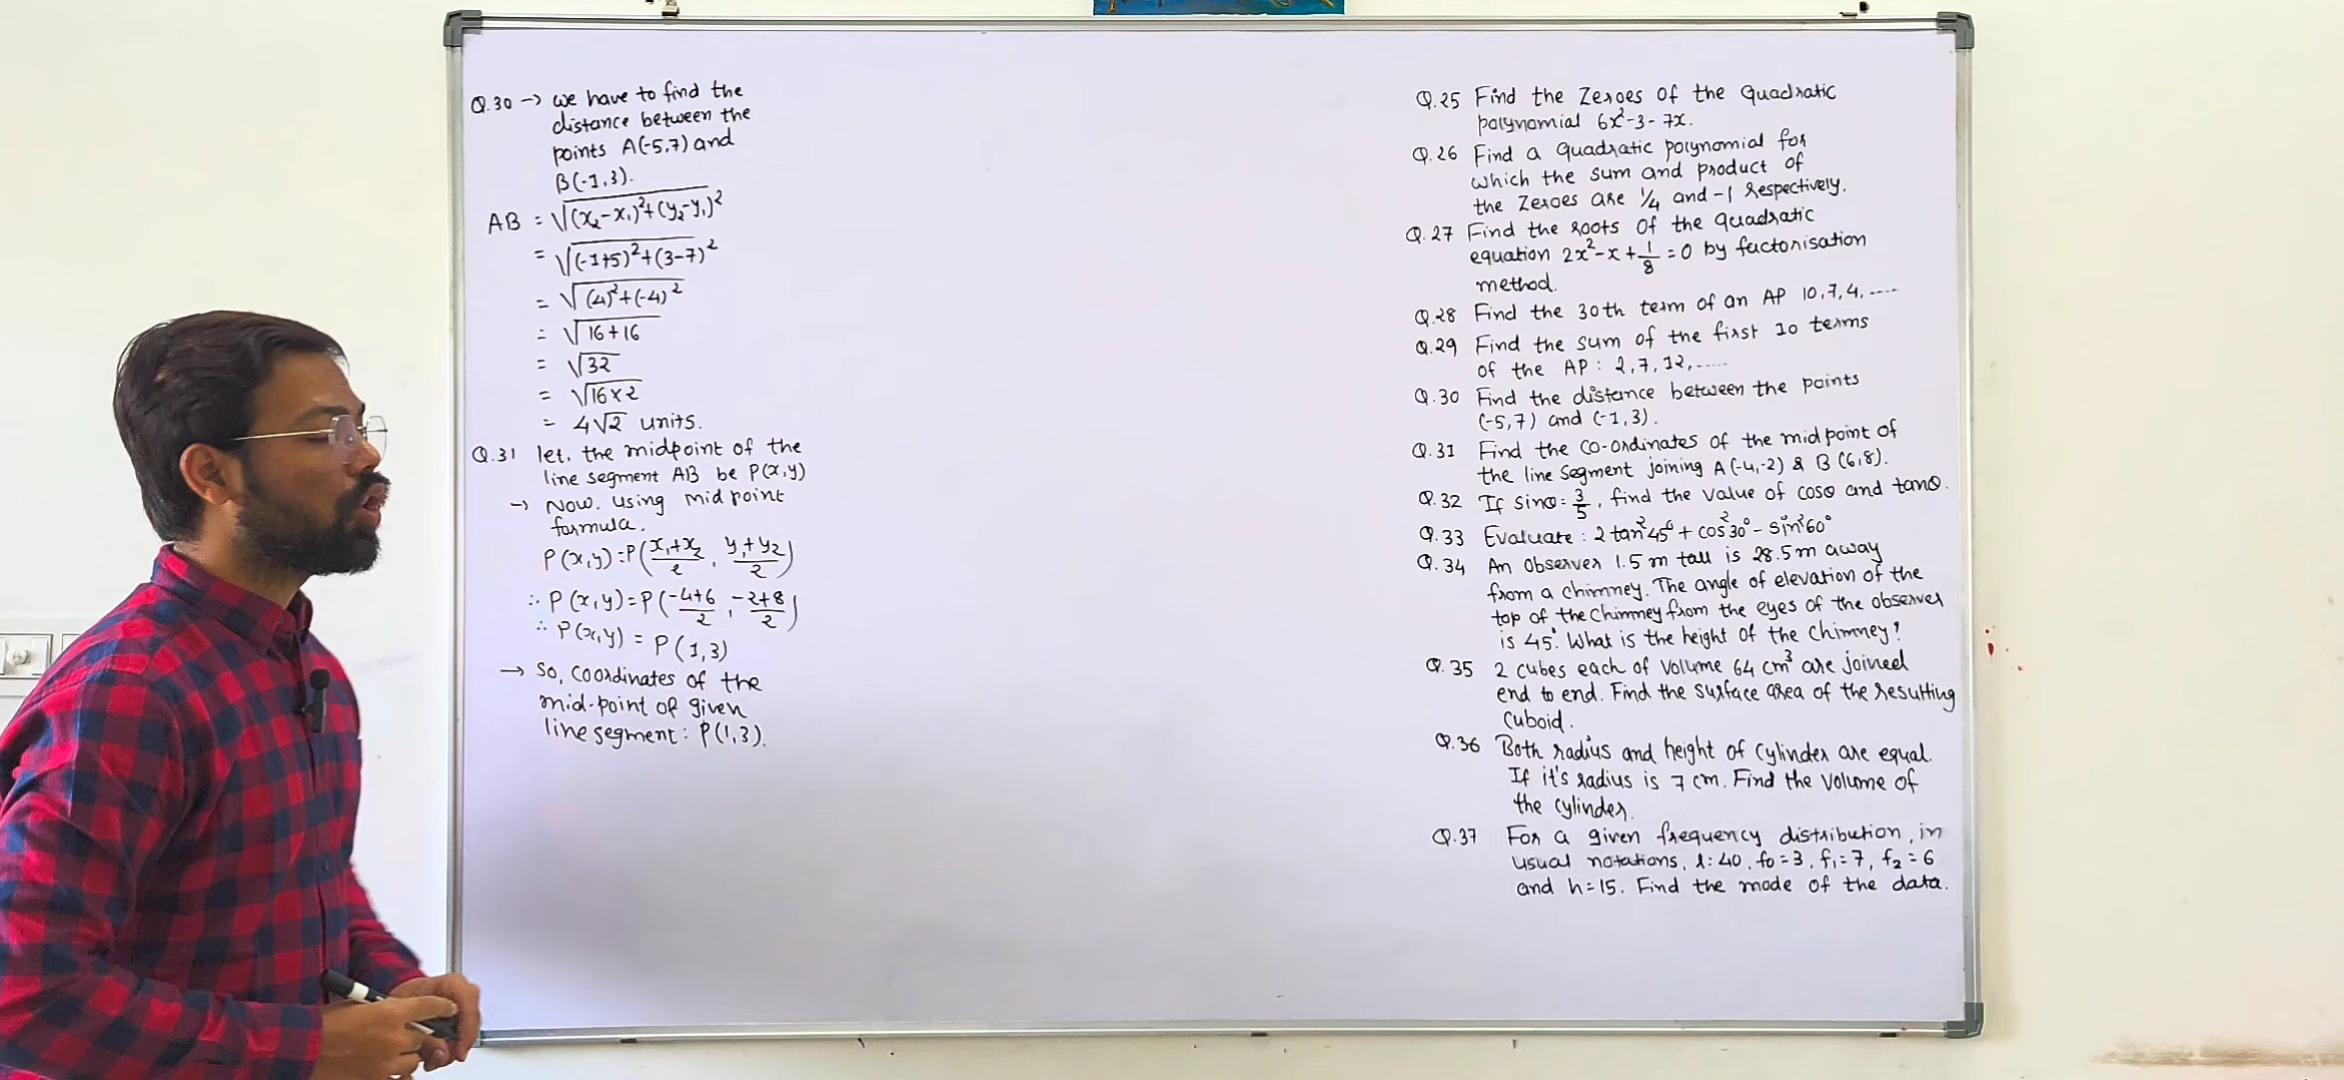 Q.30 → we have to find the
distance between the
points A(-5,7) and
B(-1,3).
AB = √(x₂-x₁)²+(y₂-y₁)²
= √(-1+5)²+(3-7)²
= √(4)²+(-4)²
= √16+16
= √32
= √16×2
= 4√2 units.
Q.31 let. the midpoint of the
line segment AB be P(x,y)
→ Now. using midpoint
formula.
P(x,y)=P(x₁+x₂/2, y₁+y₂/2)
∴ P(x,y)=P(-4+6/2, -2+8/2)
∴ P(x,y) = P(1,3)
→ So, coordinates of the
mid-point of given
line segment: P(1,3).
Q.25 Find the Zeroes of the Quadratic
polynomial 6x²-3-7x.
Q.26 Find a quadratic polynomial for
which the sum and product of
the Zeroes are 1/4 and -1 respectively.
Q.27 Find the roots of the quadratic
equation 2x²-x+1/8=0 by factorisation
method.
Q.28 Find the 30th term of an AP 10,7,4,.....
Q.29 Find the sum of the first 10 terms
of the AP: 2,7,12,.....
Q.30 Find the distance between the points
(-5,7) and (-1,3).
Q.31 Find the co-ordinates of the midpoint of
the line segment joining A(-4,-2) & B(6,8).
Q.32 If sinθ=3/5, find the value of cosθ and tanθ.
Q.33 Evaluate: 2tan²45°+cos²30°-sin²60°
Q.34 An observer 1.5m tall is 28.5m away
from a chimney. The angle of elevation of the
top of the chimney from the eyes of the observer
is 45°. What is the height of the chimney?
Q.35 2 cubes each of volume 64 cm³ are joined
end to end. Find the surface area of the resulting
cuboid.
Q.36 Both radius and height of cylinder are equal.
If it's radius is 7 cm. Find the volume of
the cylinder.
Q.37 For a given frequency distribution, in
usual notations, l:40, f₀=3, f₁=7, f₂=6
and h=15. Find the mode of the data.